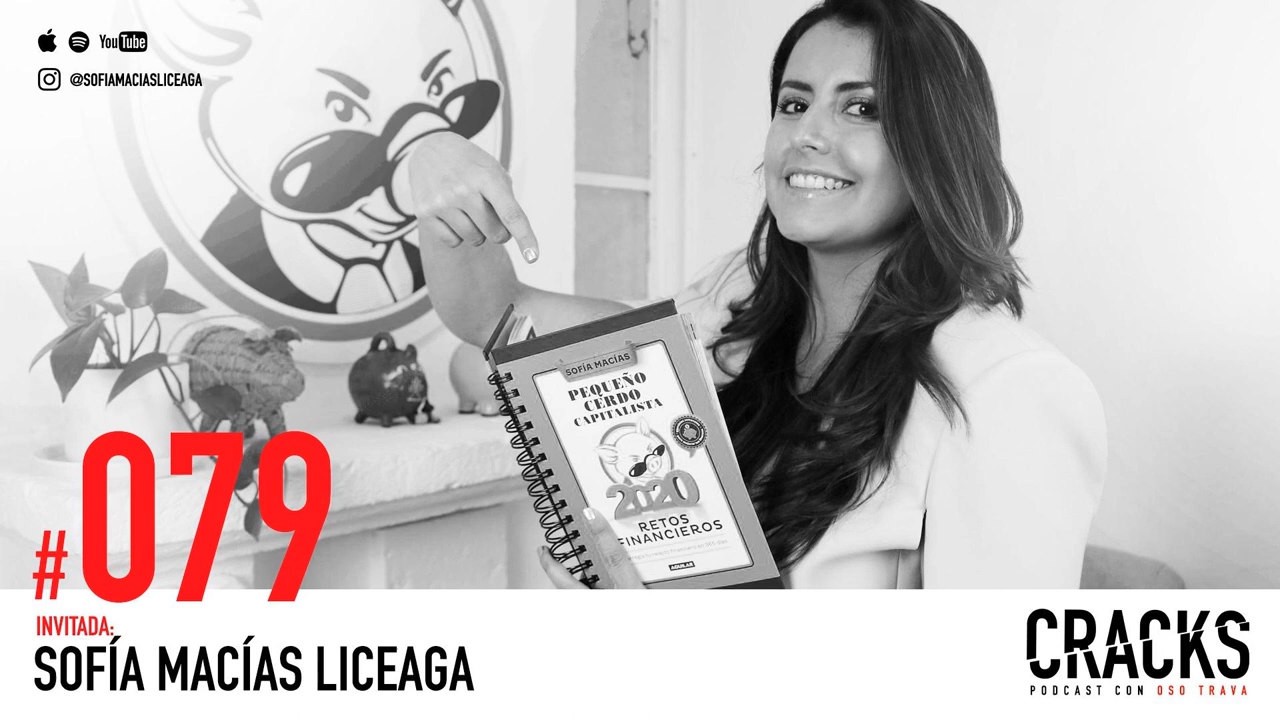 YouTube
@SOFIAMACIASLICEAGA
SOFÍA MACÍAS
PEQUEÑO
CERDO
CAPITALISTA
2020
RETOS
FINANCIEROS
AGUILAR
#079
INVITADA:
SOFÍA MACÍAS LICEAGA
CRACKS
PODCAST CON OSO TRAVA